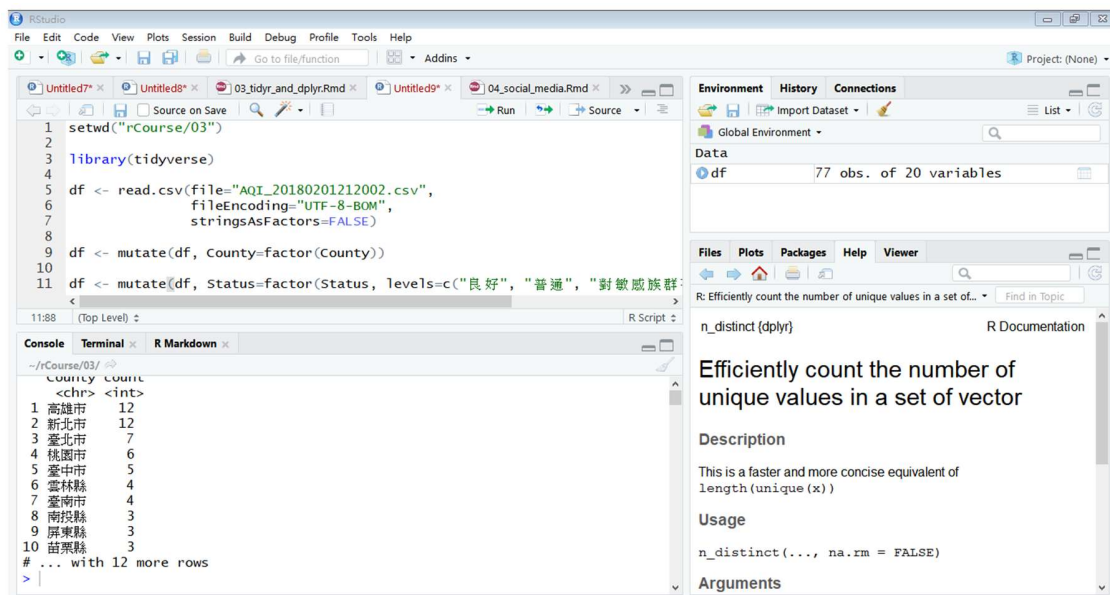 RStudio
File Edit Code View Plots Session Build Debug Profile Tools Help
Go to file/function Addins Project: (None)
Untitled7* Untitled8* 03_tidyr_and_dplyr.Rmd Untitled9* 04_social_media.Rmd
Source on Save Run Source
1 setwd("rCourse/03")
2
3 library(tidyverse)
4
5 df <- read.csv(file="AQI_20180201212002.csv",
6 fileEncoding="UTF-8-BOM",
7 stringsAsFactors=FALSE)
8
9 df <- mutate(df, County=factor(County))
10
11 df <- mutate(df, Status=factor(Status, levels=c("良好", "普通", "對敏感族群
11:88 (Top Level) R Script
Console Terminal R Markdown
~/rCourse/03/
County count
<chr> <int>
1 高雄市 12
2 新北市 12
3 臺北市 7
4 桃園市 6
5 臺中市 5
6 雲林縣 4
7 臺南市 4
8 南投縣 3
9 屏東縣 3
10 苗栗縣 3
# ... with 12 more rows
>
Environment History Connections
Import Dataset List
Global Environment
Data
df 77 obs. of 20 variables
Files Plots Packages Help Viewer
R: Efficiently count the number of unique values in a set of... Find in Topic
n_distinct {dplyr} R Documentation
Efficiently count the number of
unique values in a set of vector
Description
This is a faster and more concise equivalent of
length(unique(x))
Usage
n_distinct(..., na.rm = FALSE)
Arguments